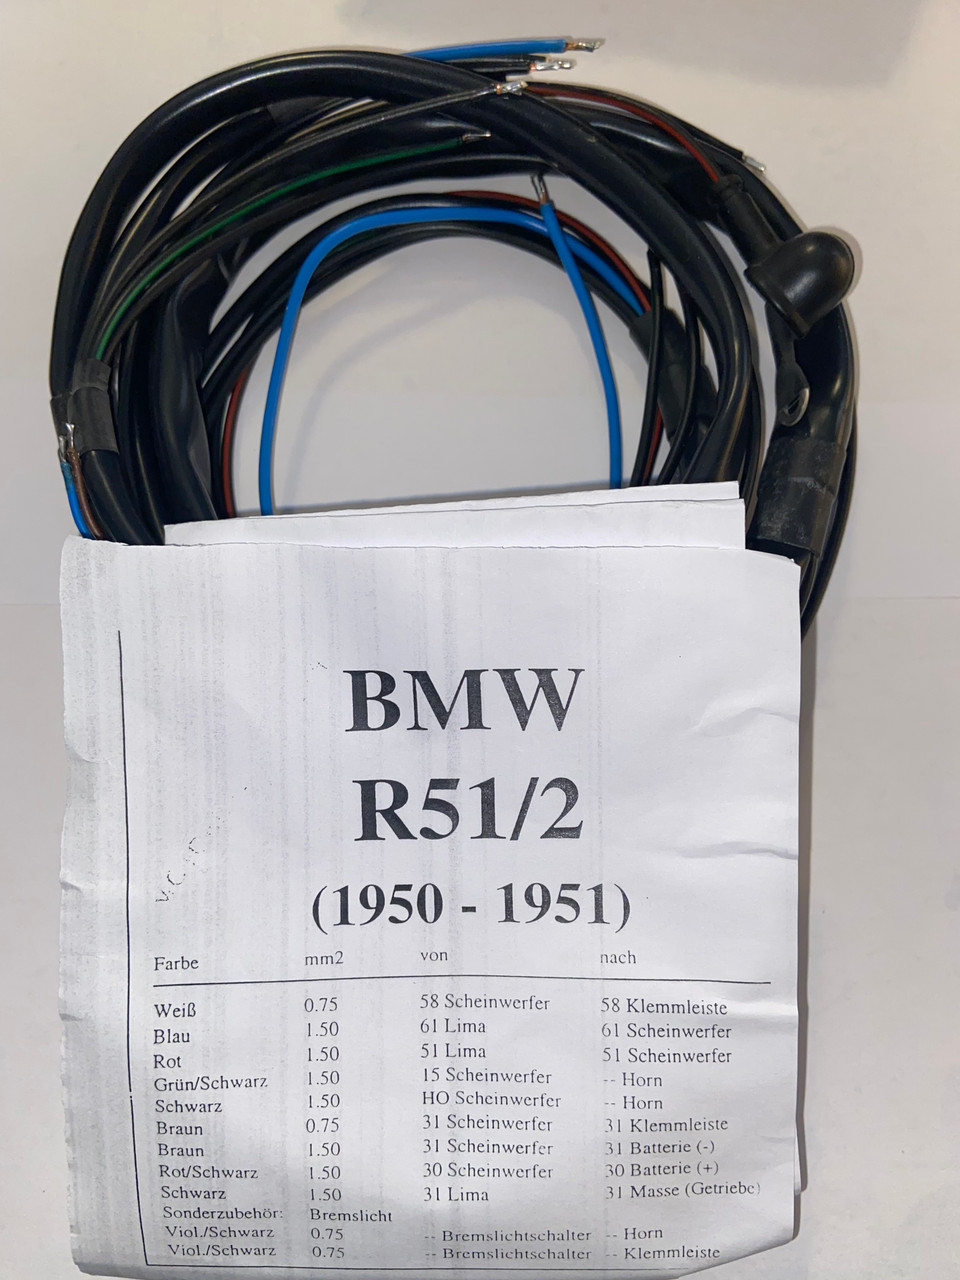 BMW
R51/2
(1950 - 1951)
Farbe mm2 von nach
Weiß 0.75 58 Scheinwerfer 58 Klemmleiste
Blau 1.50 61 Lima 61 Scheinwerfer
Rot 1.50 51 Lima 51 Scheinwerfer
Grün/Schwarz 1.50 15 Scheinwerfer -- Horn
Schwarz 1.50 HO Scheinwerfer -- Horn
Braun 0.75 31 Scheinwerfer 31 Klemmleiste
Braun 1.50 31 Scheinwerfer 31 Batterie (-)
Rot/Schwarz 1.50 30 Scheinwerfer 30 Batterie (+)
Schwarz 1.50 31 Lima 31 Masse (Getriebe)
Sonderzubehör: Bremslicht
Viol./Schwarz 0.75 -- Bremslichtschalter -- Horn
Viol./Schwarz 0.75 -- Bremslichtschalter -- Klemmleiste